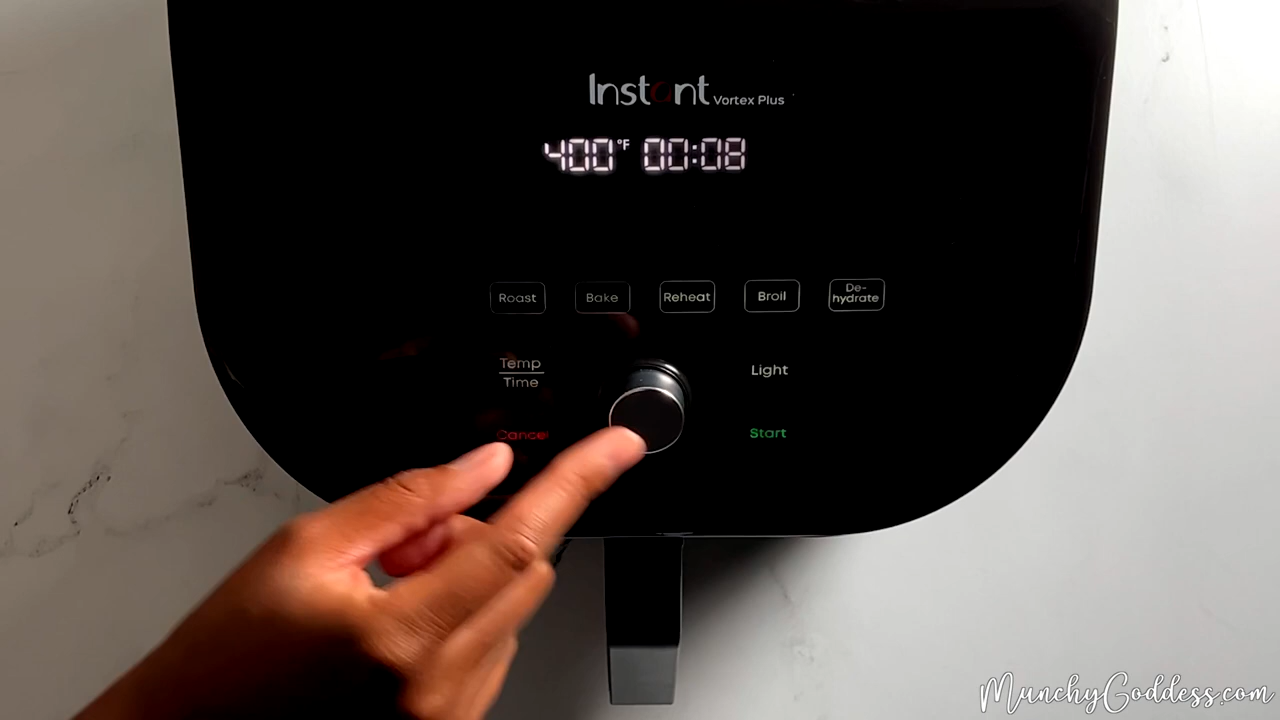 Instant Vortex Plus
400 °F 00:08
Roast Bake Reheat Broil De-
hydrate
Temp Light
Time
Cancel Start
MunchyGoddess.com